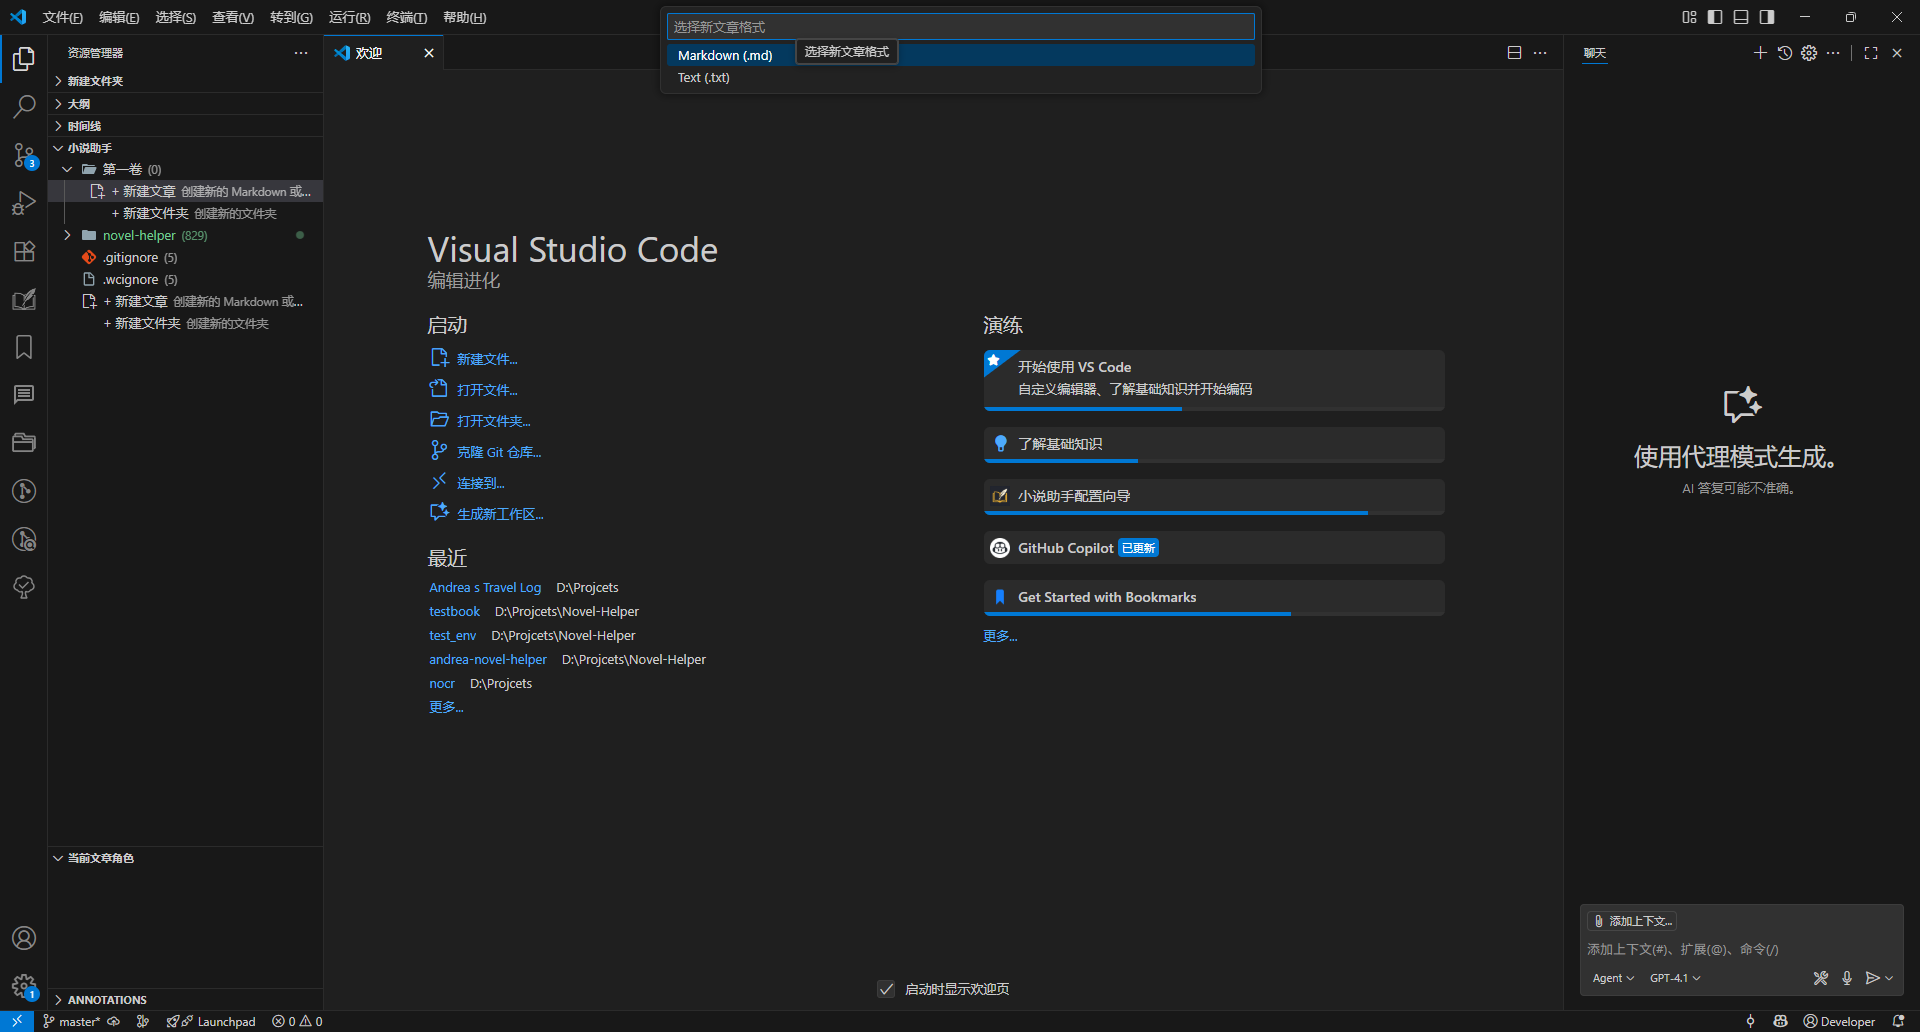 文件(F) 编辑(E) 选择(S) 查看(V) 转到(G) 运行(R) 终端(T) 帮助(H)
选择新文章格式
Markdown (.md)
选择新文章格式
Text (.txt)
资源管理器
新建文件夹
大纲
时间线
小说助手
第一卷 (0)
+ 新建文章 创建新的 Markdown 或...
+ 新建文件夹 创建新的文件夹
novel-helper (829)
.gitignore (5)
.wcignore (5)
+ 新建文章 创建新的 Markdown 或...
+ 新建文件夹 创建新的文件夹
当前文章角色
ANNOTATIONS
3
1
欢迎
Visual Studio Code
编辑进化
启动
新建文件...
打开文件...
打开文件夹...
克隆 Git 仓库...
连接到...
生成新工作区...
最近
Andrea s Travel Log D:\Projcets
testbook D:\Projcets\Novel-Helper
test_env D:\Projcets\Novel-Helper
andrea-novel-helper D:\Projcets\Novel-Helper
nocr D:\Projcets
更多...
演练
开始使用 VS Code
自定义编辑器、了解基础知识并开始编码
了解基础知识
小说助手配置向导
GitHub Copilot 已更新
Get Started with Bookmarks
更多...
启动时显示欢迎页
聊天
使用代理模式生成。
AI 答复可能不准确。
添加上下文...
添加上下文(#)、扩展(@)、命令(/)
Agent GPT-4.1
master* Launchpad 0 0
Developer